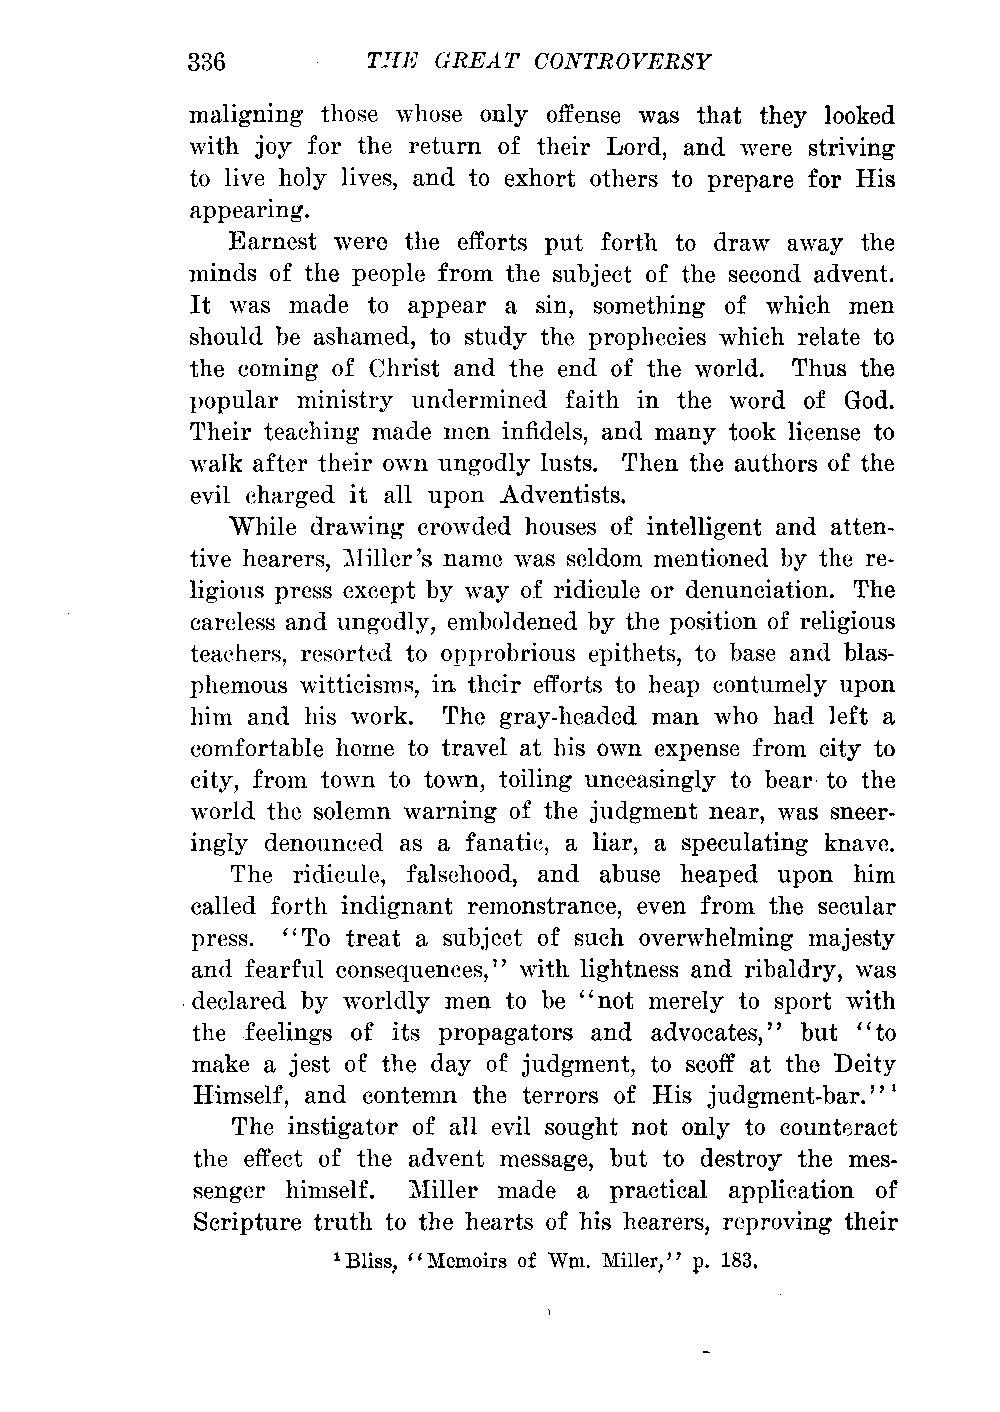 336 THE GREAT CONTROVERSY
maligning those whose only offense was that they looked
with joy for the return of their Lord, and were striving
to live holy lives, and to exhort others to prepare for His
appearing.
Earnest were the efforts put forth to draw away the
minds of the people from the subject of the second advent.
It was made to appear a sin, something of which men
should be ashamed, to study the prophecies which relate to
the coming of Christ and the end of the world. Thus the
popular ministry undermined faith in the word of God.
Their teaching made men infidels, and many took license to
walk after their own ungodly lusts. Then the authors of the
evil charged it all upon Adventists.
While drawing crowded houses of intelligent and atten-
tive hearers, Miller's name was seldom mentioned by the re-
ligious press except by way of ridicule or denunciation. The
careless and ungodly, emboldened by the position of religious
teachers, resorted to opprobrious epithets, to base and blas-
phemous witticisms, in their efforts to heap contumely upon
him and his work. The gray-headed man who had left a
comfortable home to travel at his own expense from city to
city, from town to town, toiling unceasingly to bear to the
world the solemn warning of the judgment near, was sneer-
ingly denounced as a fanatic, a liar, a speculating knave.
The ridicule, falsehood, and abuse heaped upon him
called forth indignant remonstrance, even from the secular
press. "To treat a subject of such overwhelming majesty
and fearful consequences," with lightness and ribaldry, was
declared by worldly men to be "not merely to sport with
the feelings of its propagators and advocates," but "to
make a jest of the day of judgment, to scoff at the Deity
Himself, and contemn the terrors of His judgment-bar."¹
The instigator of all evil sought not only to counteract
the effect of the advent message, but to destroy the mes-
senger himself. Miller made a practical application of
Scripture truth to the hearts of his hearers, reproving their
¹Bliss, "Memoirs of Wm. Miller," p. 183.